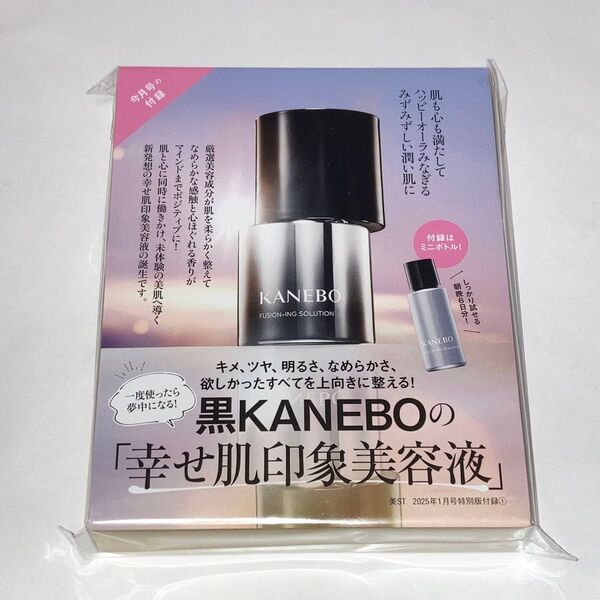 今月号の
付録
肌も心も満たして
ハッピーオーラみなぎる
みずみずしい潤い肌に
厳選美容成分が肌を柔らかく整えて
なめらかな感触と心ほぐれる香りが
マインドまでポジティブに！
肌と心に同時に働きかけ、未体験の美肌へ導く
新発想の幸せ肌印象美容液の誕生です。
KANEBO
FUSION-ING SOLUTION
付録は
ミニボトル！
しっかり試せる
朝晩6日分！
KANEBO
FUSION-ING SOLUTION
キメ、ツヤ、明るさ、なめらかさ、
欲しかったすべてを上向きに整える！
一度使ったら
夢中になる！
黒KANEBOの
「幸せ肌印象美容液」
美ST 2025年1月号特別版付録①